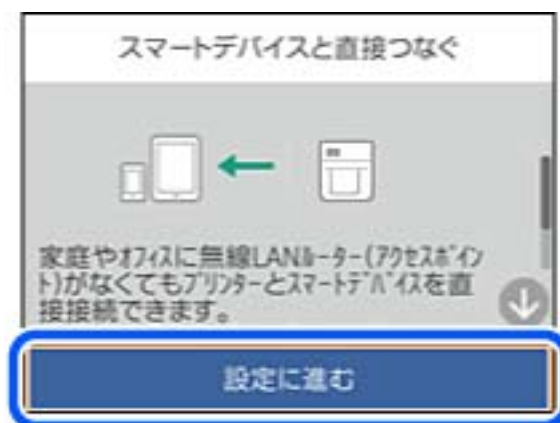 スマートデバイスと直接つなぐ
家庭やオフィスに無線LANルーター(アクセスポイン
ト)がなくてもプリンターとスマートデバイスを直
接接続できます。
設定に進む